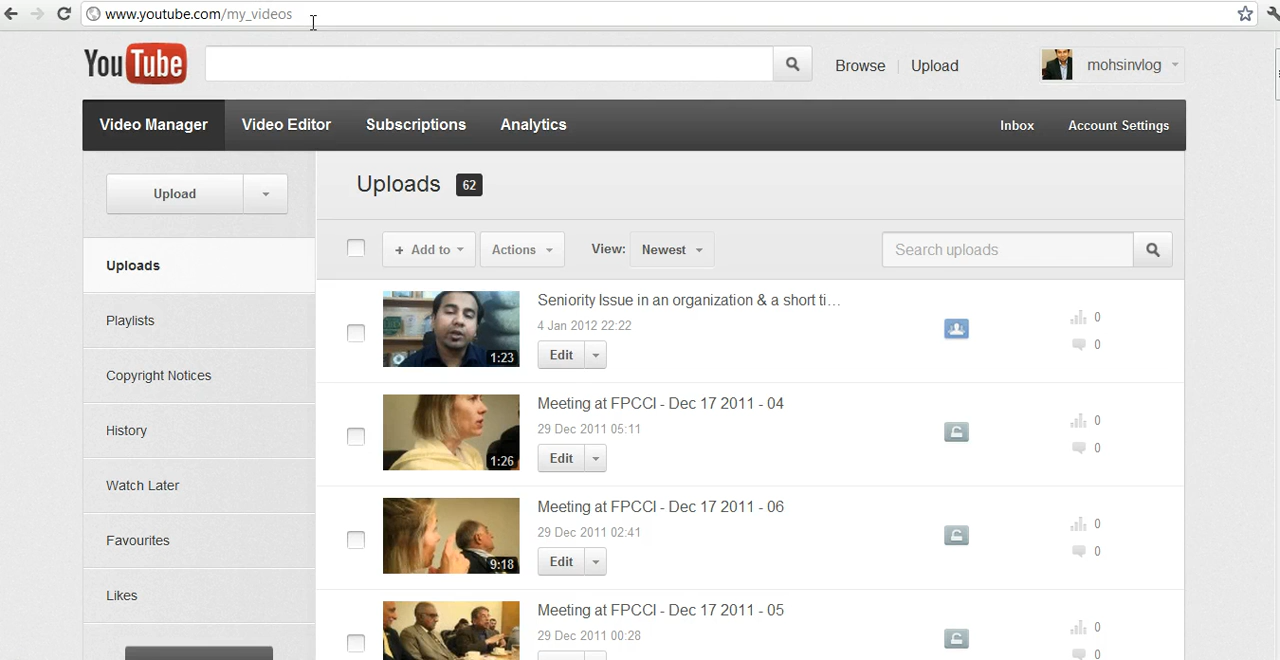 www.youtube.com/my_videos
YouTube
Browse
Upload
mohsinvlog
Video Manager
Video Editor
Subscriptions
Analytics
Inbox
Account Settings
Upload
Uploads
Playlists
Copyright Notices
History
Watch Later
Favourites
Likes
Uploads 62
+ Add to
Actions
View:
Newest
Search uploads
1:23
Seniority Issue in an organization & a short ti...
4 Jan 2012 22:22
Edit
0
0
1:26
Meeting at FPCCI - Dec 17 2011 - 04
29 Dec 2011 05:11
Edit
0
0
9:18
Meeting at FPCCI - Dec 17 2011 - 06
29 Dec 2011 02:41
Edit
0
0
Meeting at FPCCI - Dec 17 2011 - 05
29 Dec 2011 00:28
0
0